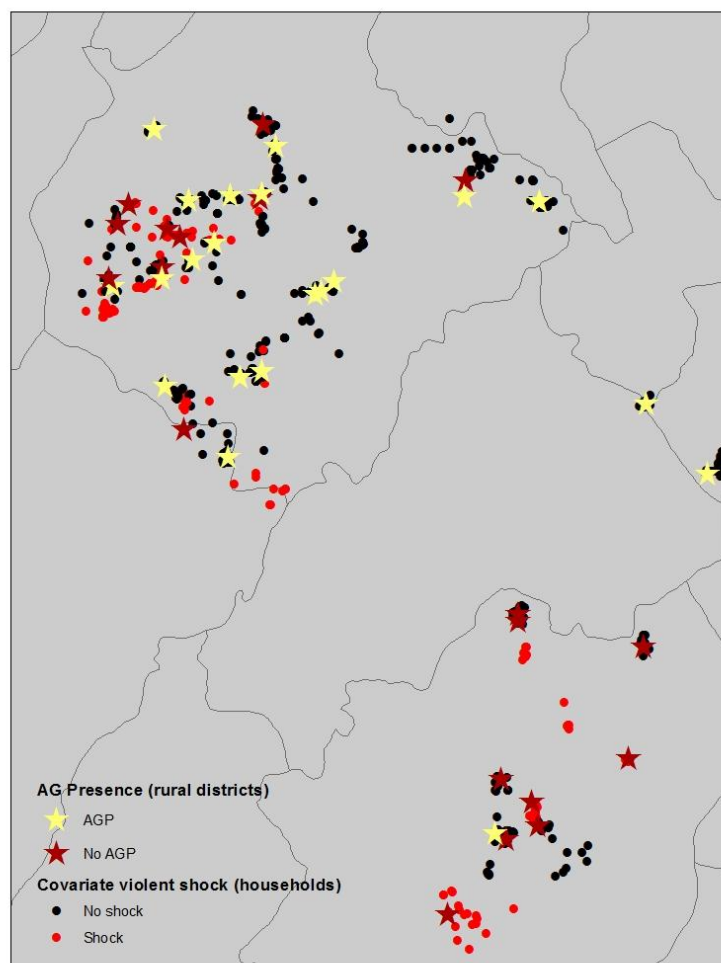 AG Presence (rural districts)
AGP
No AGP
Covariate violent shock (households)
No shock
Shock